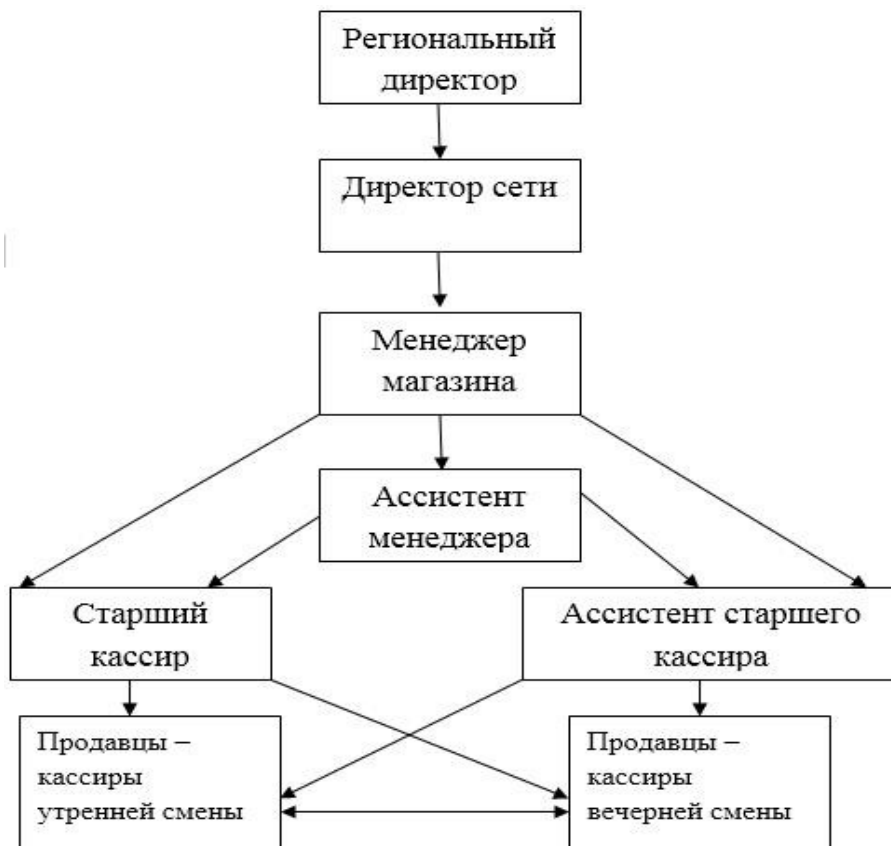 Региональный
директор
Директор сети
Менеджер
магазина
Ассистент
менеджера
Старший
кассир
Ассистент старшего
кассира
Продавцы –
кассиры
утренней смены
Продавцы –
кассиры
вечерней смены